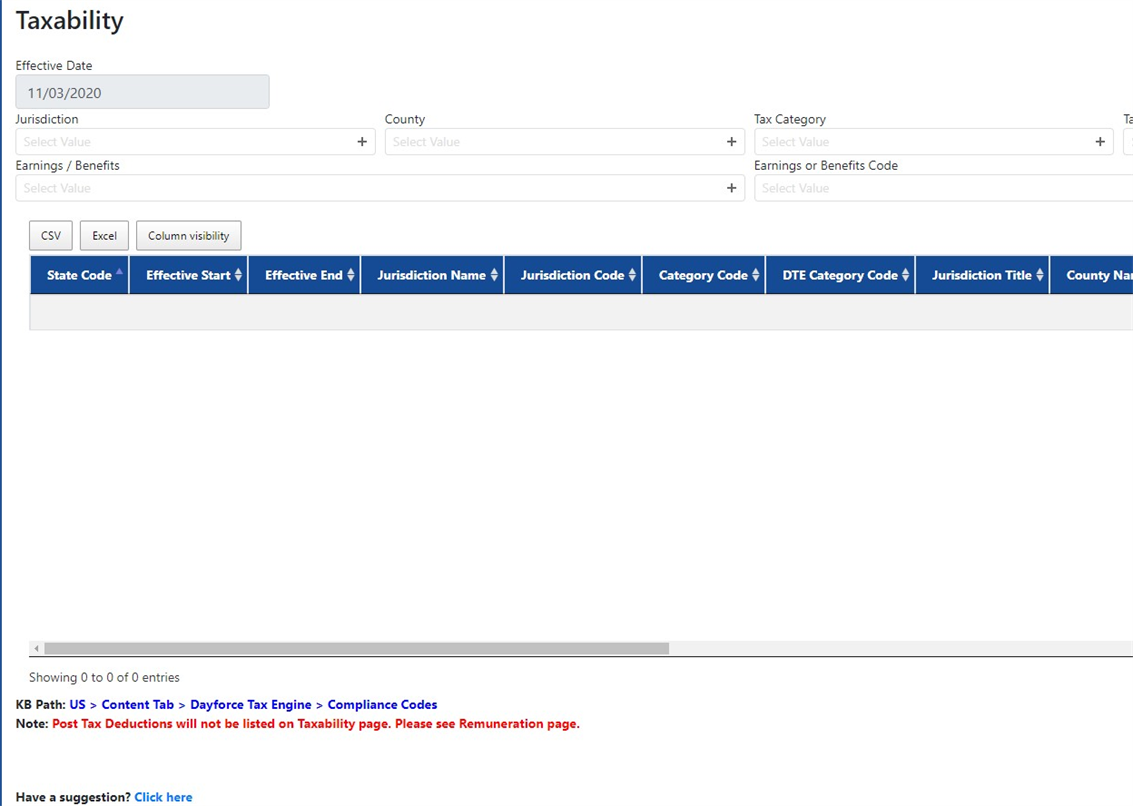 Taxability
Effective Date
11/03/2020
Jurisdiction County Tax Category
Select Value + Select Value + Select Value +
Earnings / Benefits Earnings or Benefits Code
Select Value + Select Value
CSV Excel Column visibility
State Code Effective Start Effective End Jurisdiction Name Jurisdiction Code Category Code DTE Category Code Jurisdiction Title County Nam
Showing 0 to 0 of 0 entries
KB Path: US > Content Tab > Dayforce Tax Engine > Compliance Codes
Note: Post Tax Deductions will not be listed on Taxability page. Please see Remuneration page.
Have a suggestion? Click here